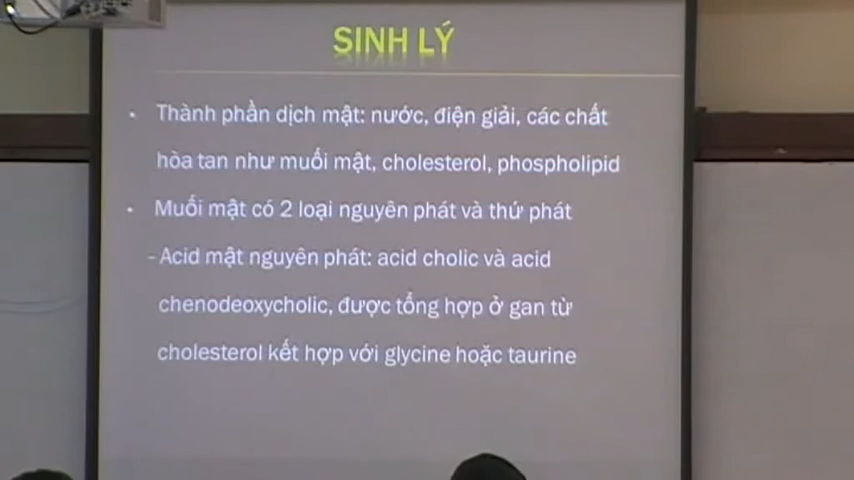 SINH LÝ
• Thành phần dịch mật: nước, điện giải, các chất
hòa tan như muối mật, cholesterol, phospholipid
• Muối mật có 2 loại nguyên phát và thứ phát
- Acid mật nguyên phát: acid cholic và acid
chenodeoxycholic, được tổng hợp ở gan từ
cholesterol kết hợp với glycine hoặc taurine